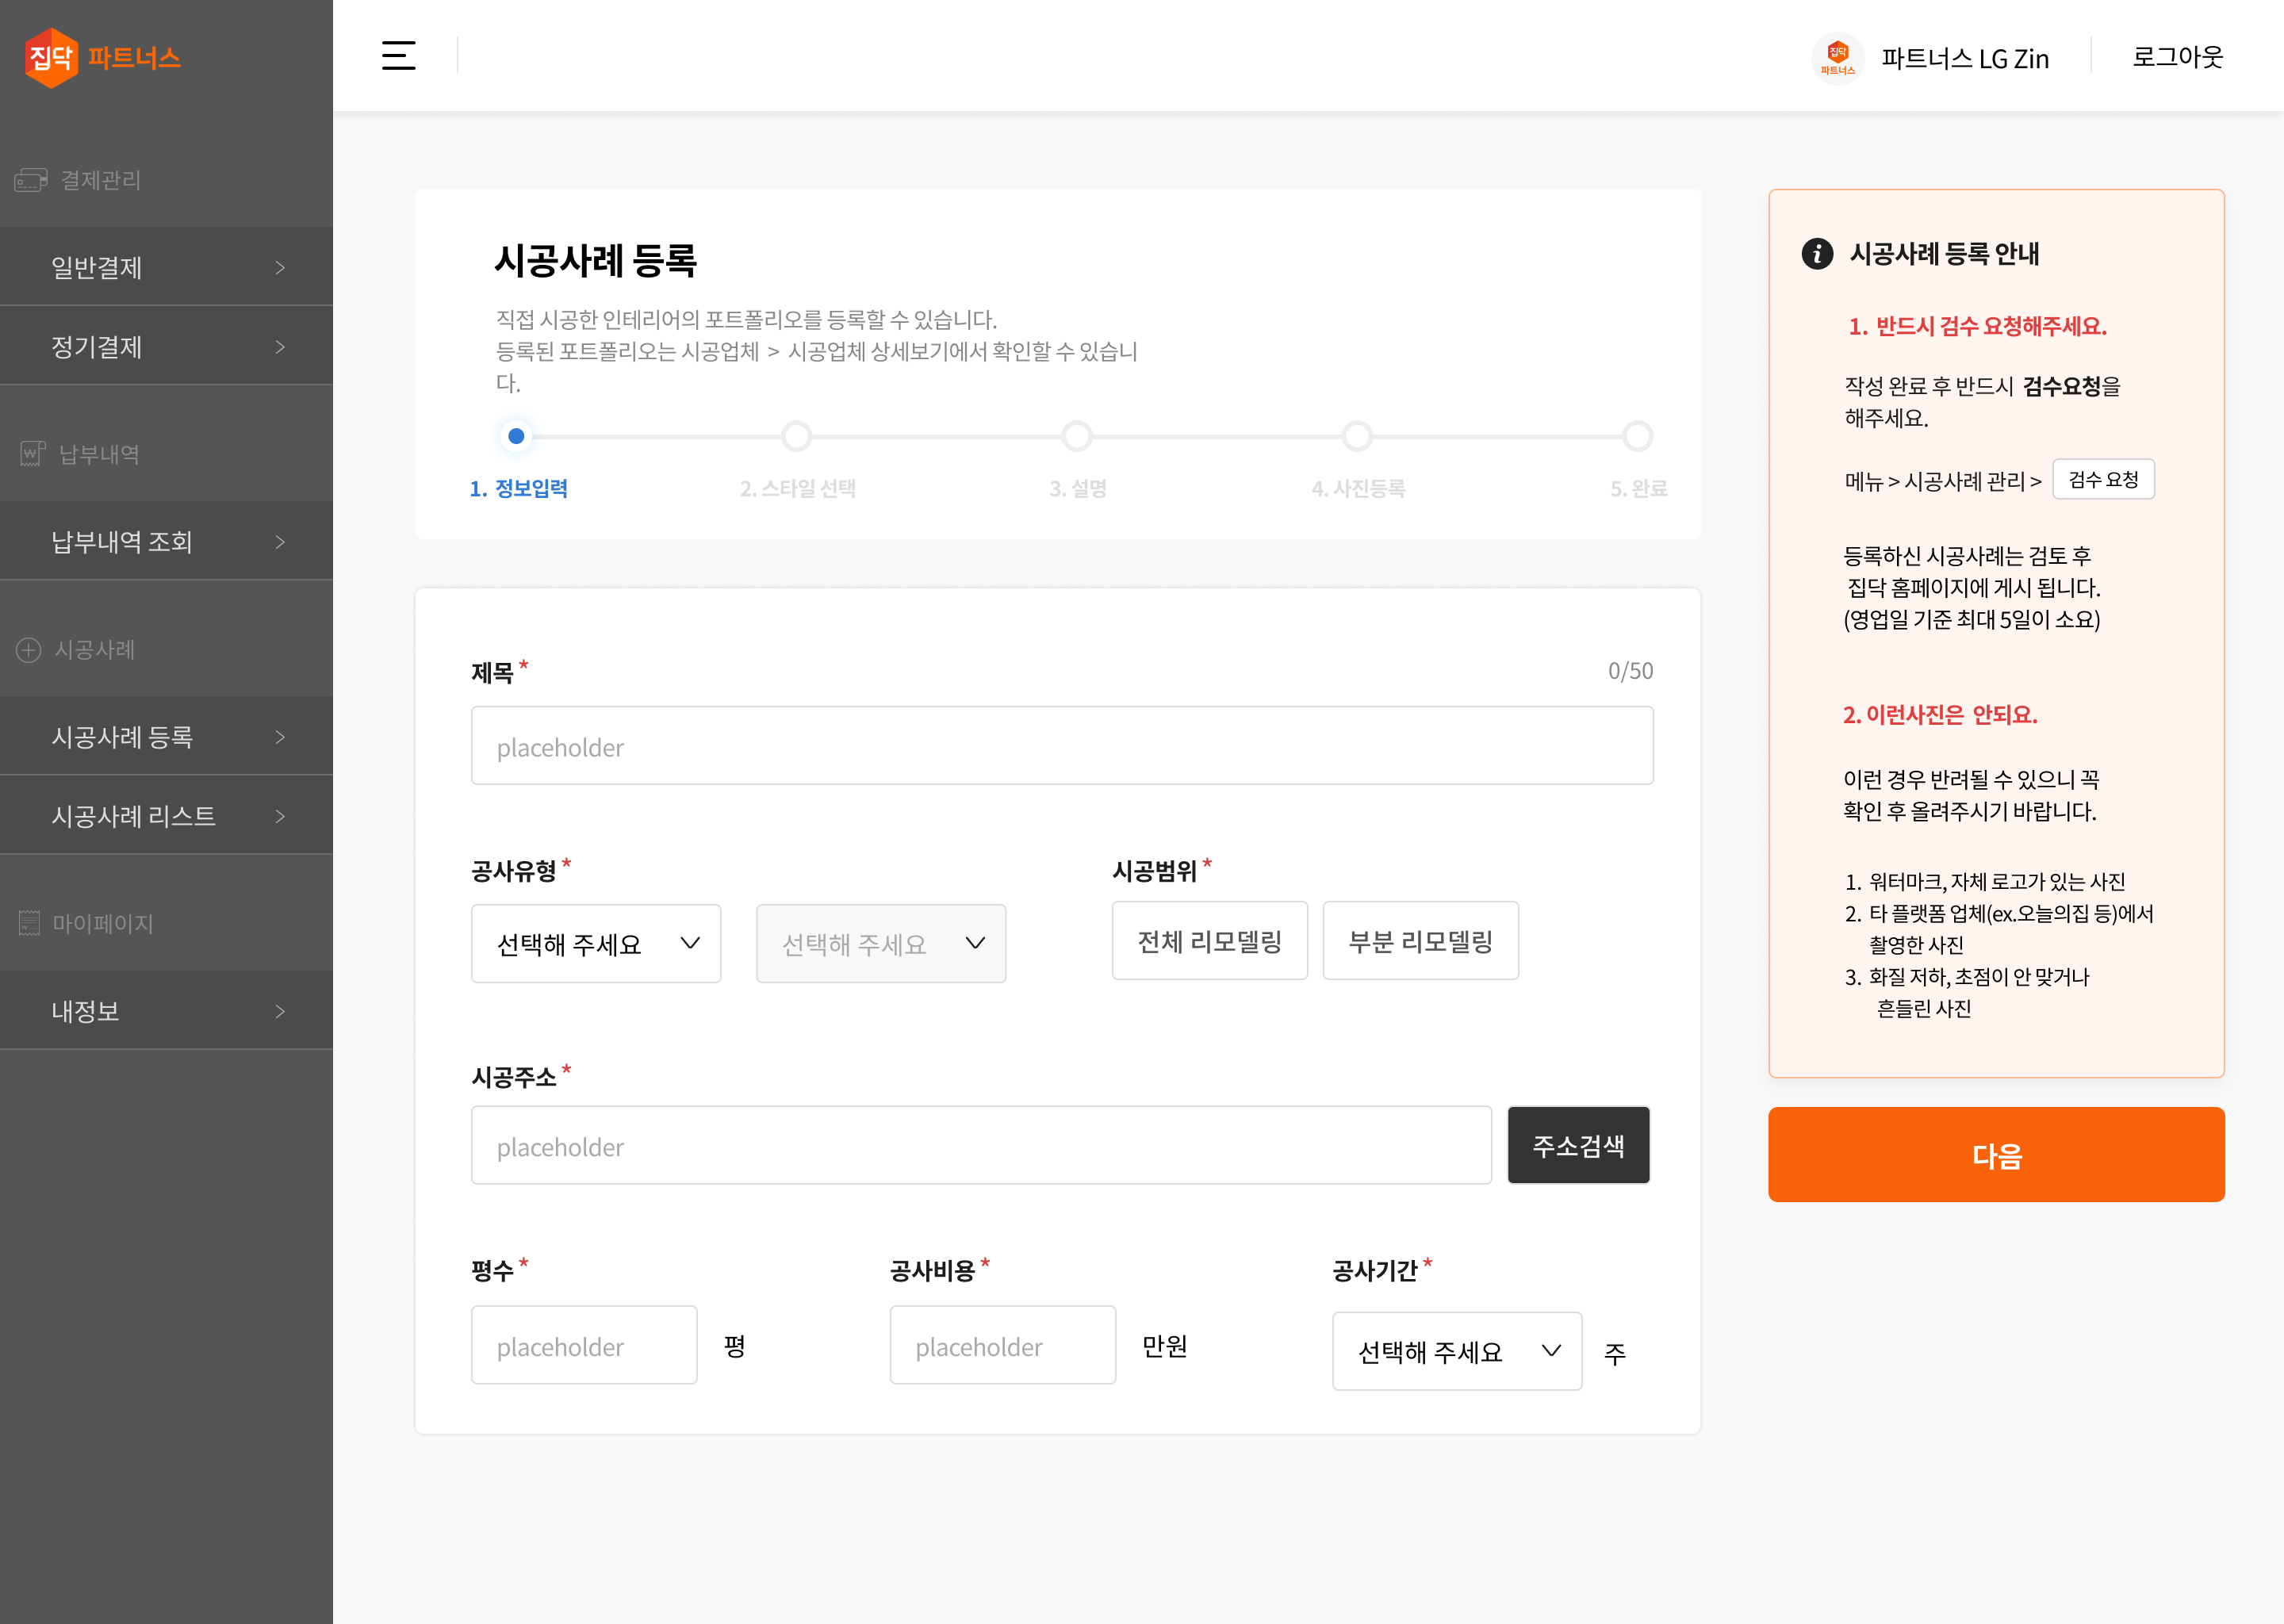 집닥 파트너스
결제관리
일반결제
정기결제
납부내역
납부내역 조회
시공사례
시공사례 등록
시공사례 리스트
마이페이지
내정보
집닥
파트너스
파트너스 LG Zin
로그아웃
시공사례 등록
직접 시공한 인테리어의 포트폴리오를 등록할 수 있습니다.
등록된 포트폴리오는 시공업체 > 시공업체 상세보기에서 확인할 수 있습니
다.
1. 정보입력
2. 스타일 선택
3. 설명
4. 사진등록
5. 완료
제목 *
0/50
placeholder
공사유형 *
선택해 주세요
선택해 주세요
시공범위 *
전체 리모델링
부분 리모델링
시공주소 *
placeholder
주소검색
평수 *
placeholder
평
공사비용 *
placeholder
만원
공사기간 *
선택해 주세요
주
시공사례 등록 안내
1. 반드시 검수 요청해주세요.
작성 완료 후 반드시 검수요청을
해주세요.
메뉴 > 시공사례 관리 > 검수 요청
등록하신 시공사례는 검토 후
집닥 홈페이지에 게시 됩니다.
(영업일 기준 최대 5일이 소요)
2. 이런사진은 안되요.
이런 경우 반려될 수 있으니 꼭
확인 후 올려주시기 바랍니다.
1. 워터마크, 자체 로고가 있는 사진
2. 타 플랫폼 업체(ex.오늘의집 등)에서
촬영한 사진
3. 화질 저하, 초점이 안 맞거나
흔들린 사진
다음